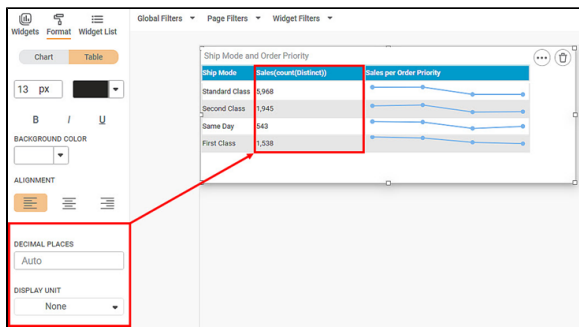 Widgets Format Widget List
Global Filters Page Filters Widget Filters
Chart Table
13 px
B I U
BACKGROUND COLOR
ALIGNMENT
DECIMAL PLACES
Auto
DISPLAY UNIT
None
Ship Mode and Order Priority
Ship Mode Sales(count(Distinct)) Sales per Order Priority
Standard Class 5,968
Second Class 1,945
Same Day 543
First Class 1,538